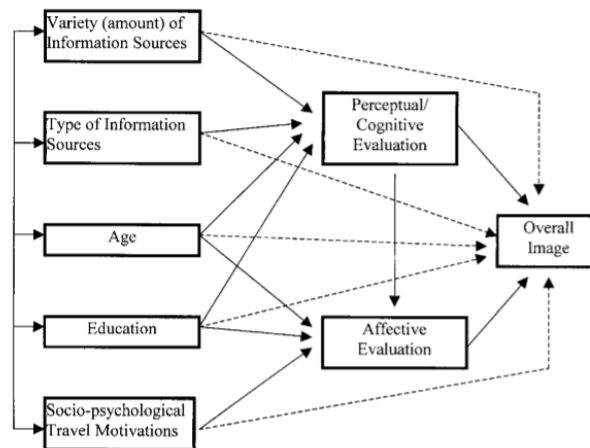 Variety (amount) of
Information Sources
Type of Information
Sources
Perceptual/
Cognitive
Evaluation
Age
Overall
Image
Education
Affective
Evaluation
Socio-psychological
Travel Motivations